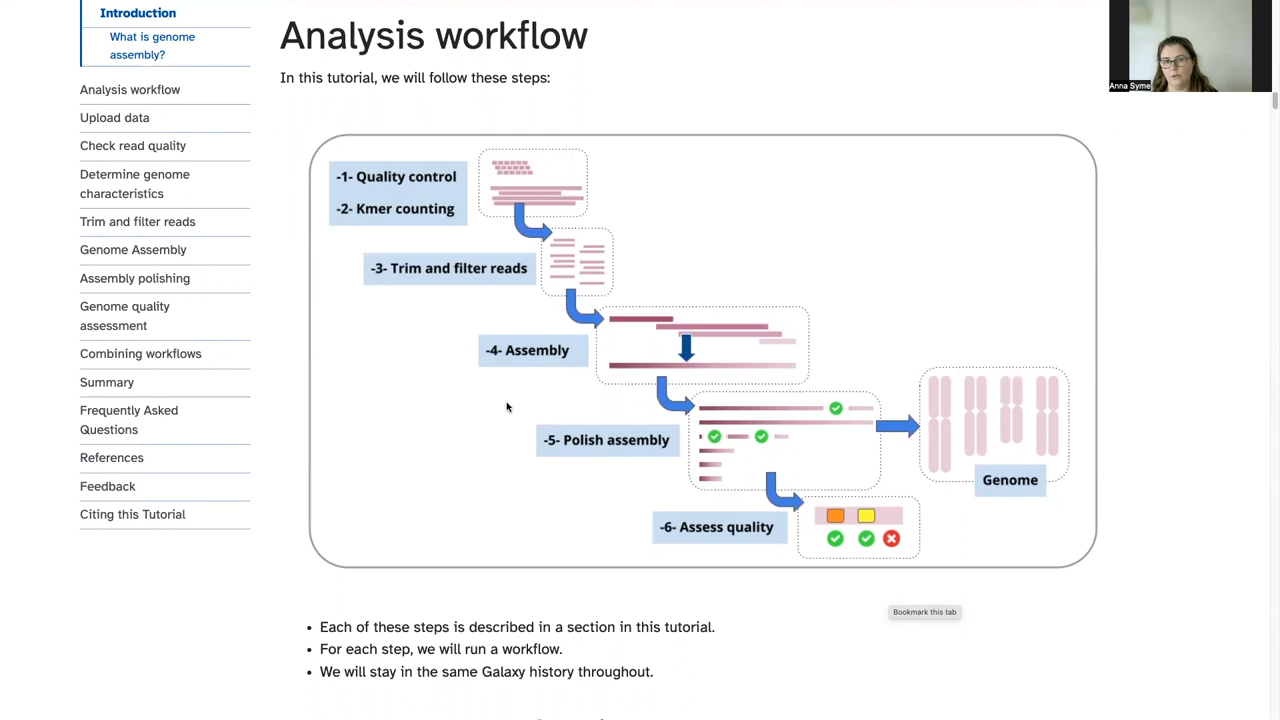 Introduction
What is genome
assembly?
Analysis workflow
Upload data
Check read quality
Determine genome
characteristics
Trim and filter reads
Genome Assembly
Assembly polishing
Genome quality
assessment
Combining workflows
Summary
Frequently Asked
Questions
References
Feedback
Citing this Tutorial
Analysis workflow
In this tutorial, we will follow these steps:
-1- Quality control
-2- Kmer counting
-3- Trim and filter reads
-4- Assembly
-5- Polish assembly
Genome
-6- Assess quality
Bookmark this tab
• Each of these steps is described in a section in this tutorial.
• For each step, we will run a workflow.
• We will stay in the same Galaxy history throughout.
Anna Syme